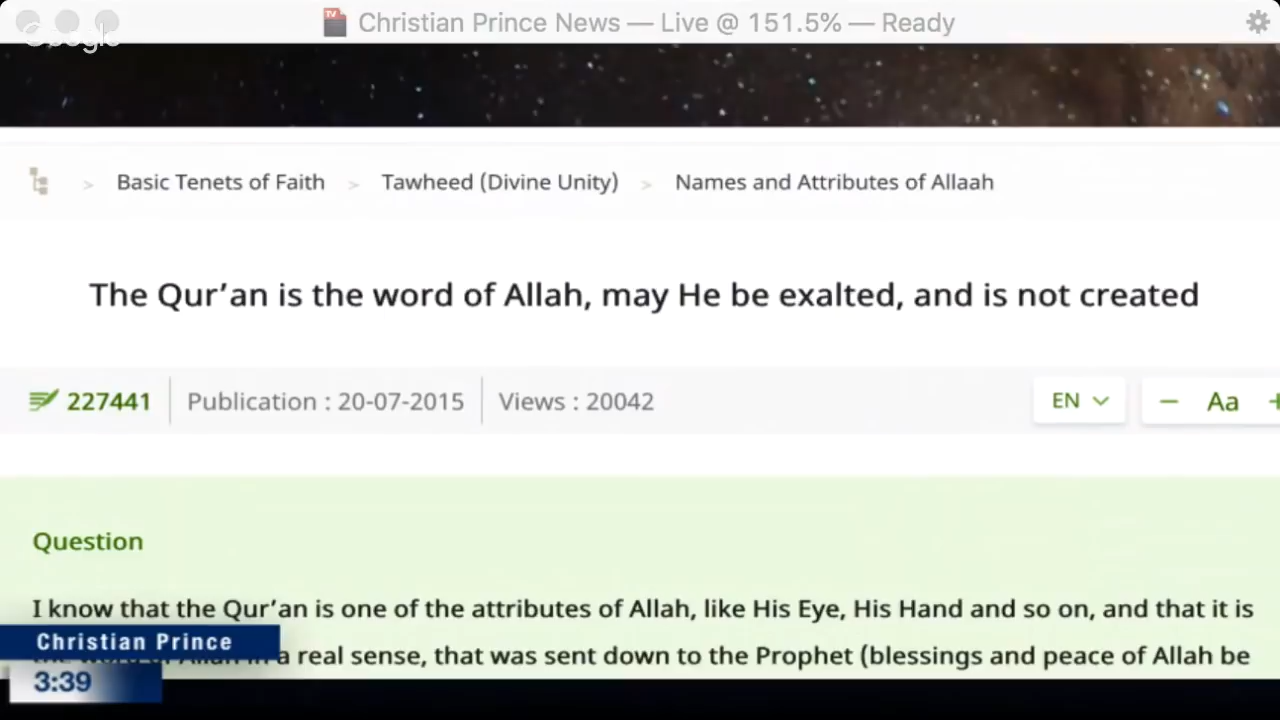 Christian Prince News — Live @ 151.5% — Ready
Google
> Basic Tenets of Faith > Tawheed (Divine Unity) > Names and Attributes of Allaah
The Qur’an is the word of Allah, may He be exalted, and is not created
227441 Publication : 20-07-2015 Views : 20042 EN − Aa +
Question
I know that the Qur’an is one of the attributes of Allah, like His Eye, His Hand and so on, and that it is
a real sense, that was sent down to the Prophet (blessings and peace of Allah be
Christian Prince
3:39